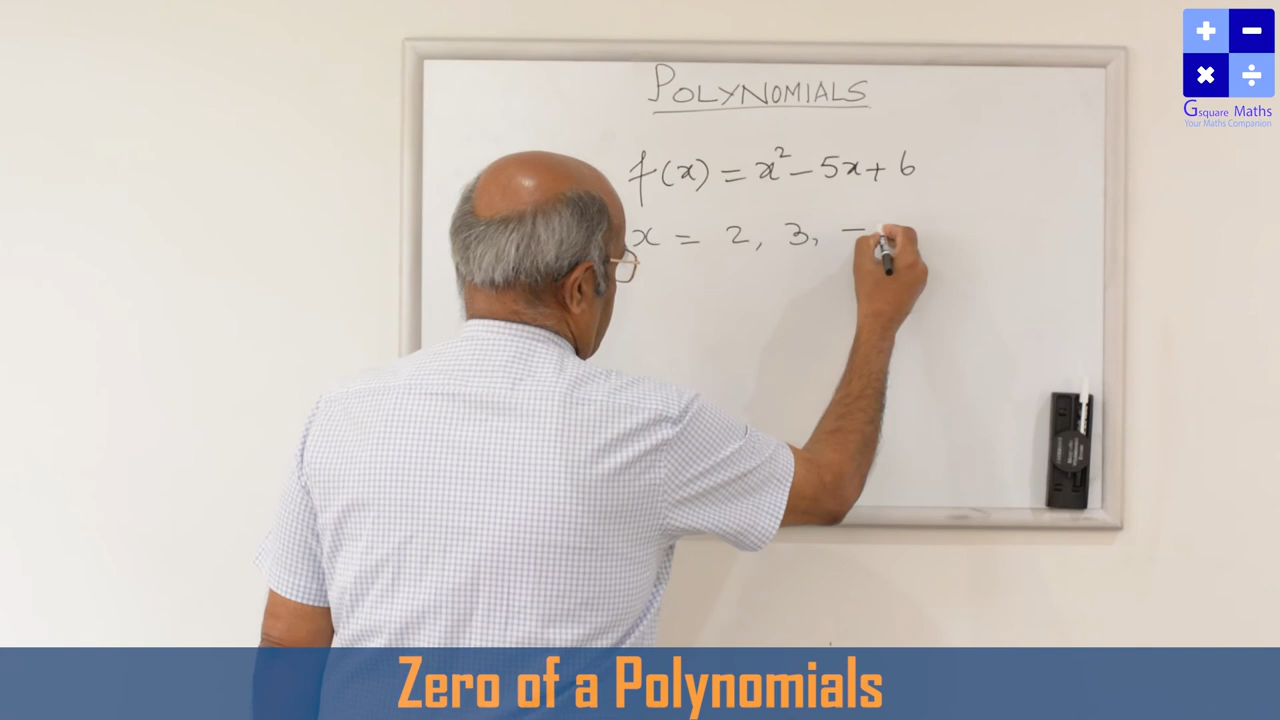 POLYNOMIALS
f(x) = x² - 5x + 6
x = 2, 3, -
Gsquare Maths
Your Maths Companion
Zero of a Polynomials